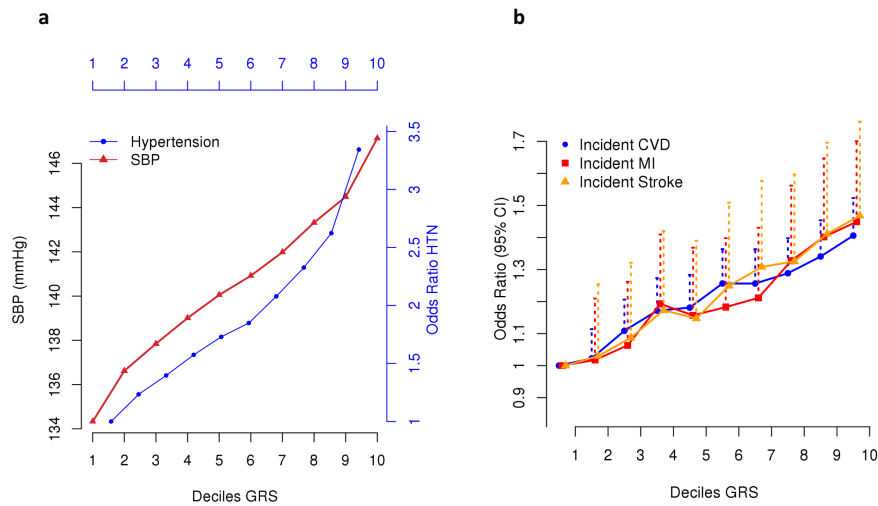 a
1 2 3 4 5 6 7 8 9 10
Hypertension
SBP
SBP (mmHg)
134 136 138 140 142 144 146
Odds Ratio HTN
1 1.5 2 2.5 3 3.5
1 2 3 4 5 6 7 8 9 10
Deciles GRS
b
Incident CVD
Incident MI
Incident Stroke
Odds Ratio (95% CI)
0.9 1 1.1 1.3 1.5 1.7
1 2 3 4 5 6 7 8 9 10
Deciles GRS